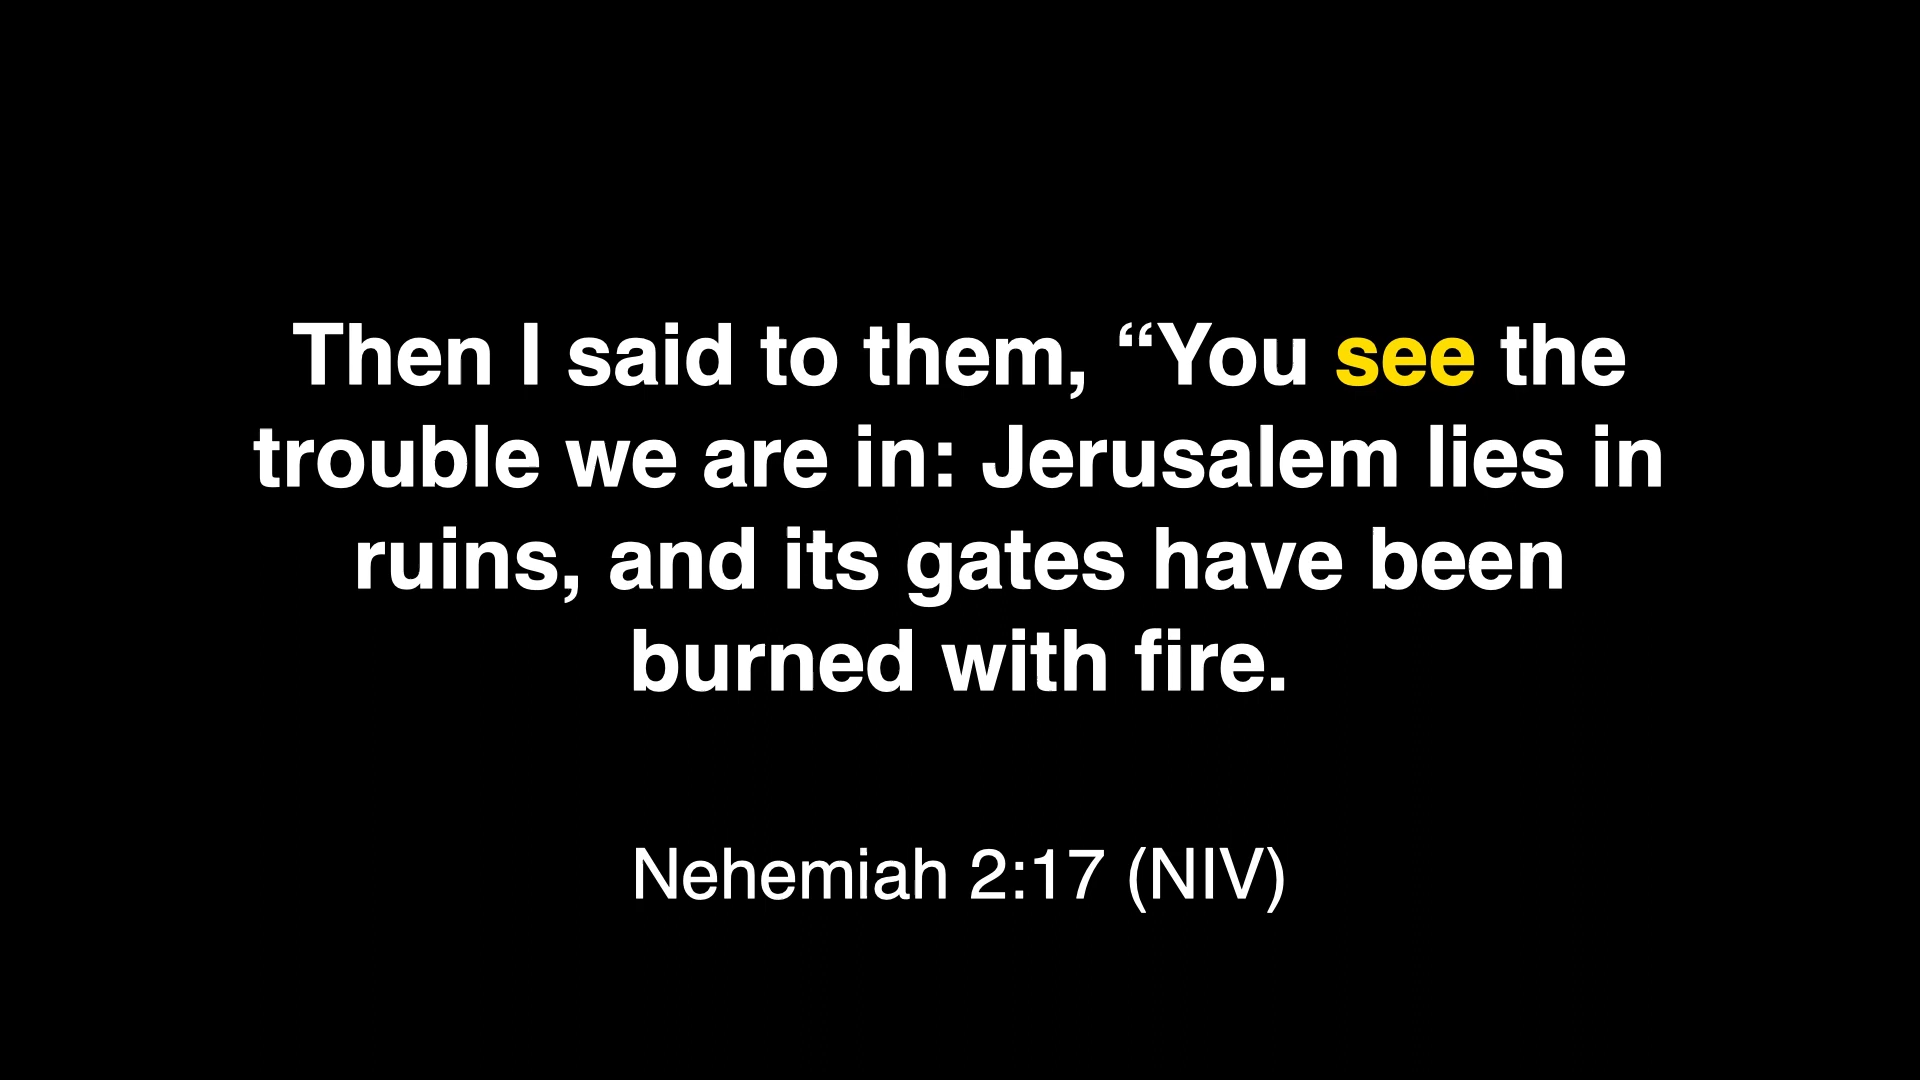 Then I said to them, “You see the
trouble we are in: Jerusalem lies in
ruins, and its gates have been
burned with fire.
Nehemiah 2:17 (NIV)